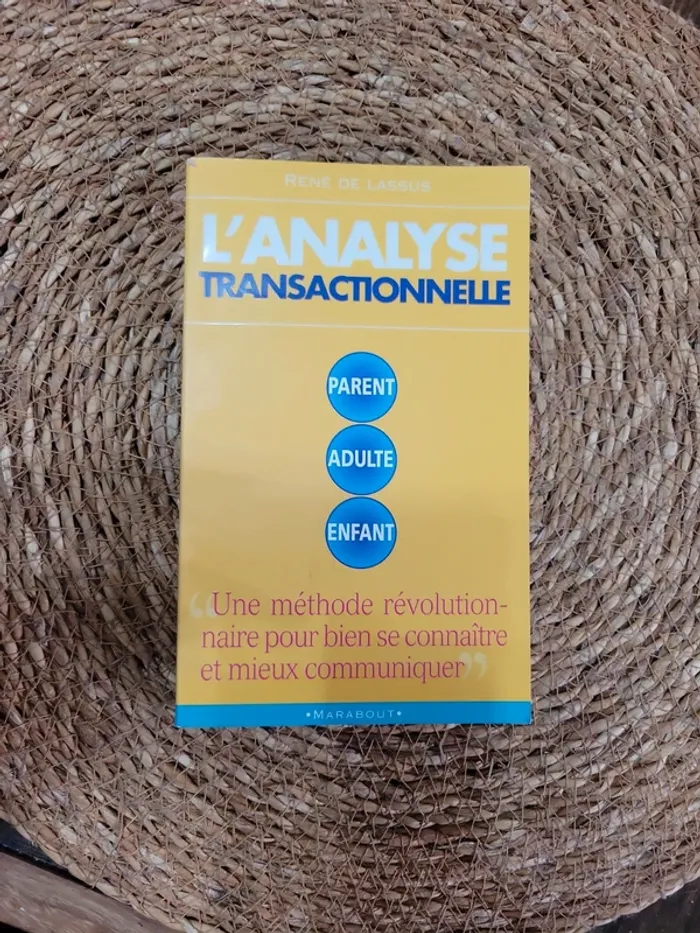 RENÉ DE LASSUS
L'ANALYSE
TRANSACTIONNELLE
PARENT
ADULTE
ENFANT
“Une méthode révolution-
naire pour bien se connaître
et mieux communiquer”
•MARABOUT•